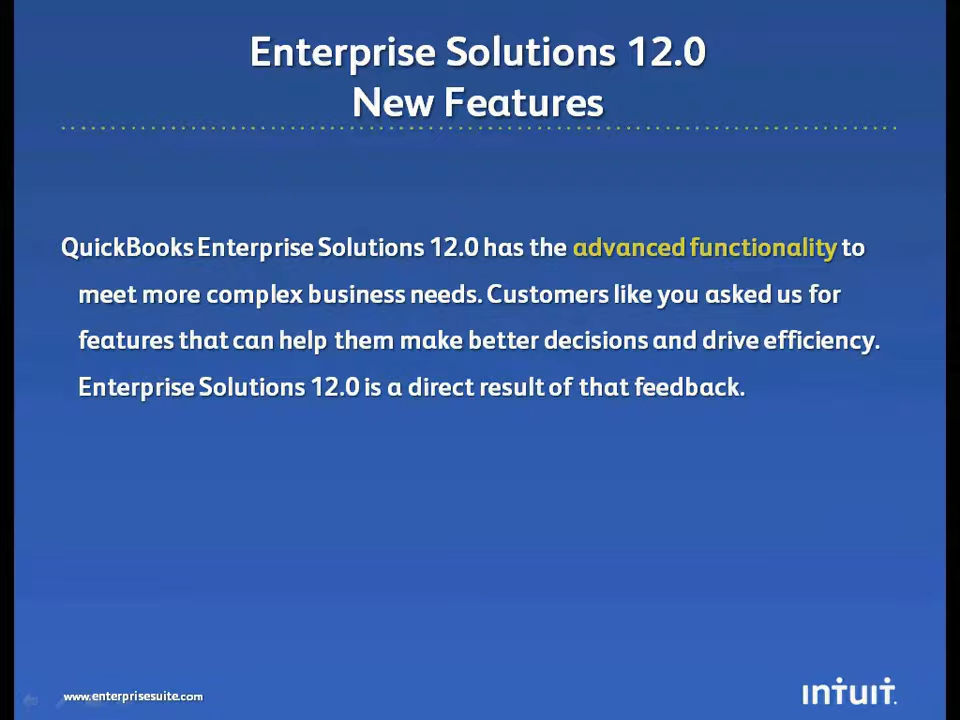 Enterprise Solutions 12.0
New Features
QuickBooks Enterprise Solutions 12.0 has the advanced functionality to
meet more complex business needs. Customers like you asked us for
features that can help them make better decisions and drive efficiency.
Enterprise Solutions 12.0 is a direct result of that feedback.
www.enterprisesuite.com
intuit.